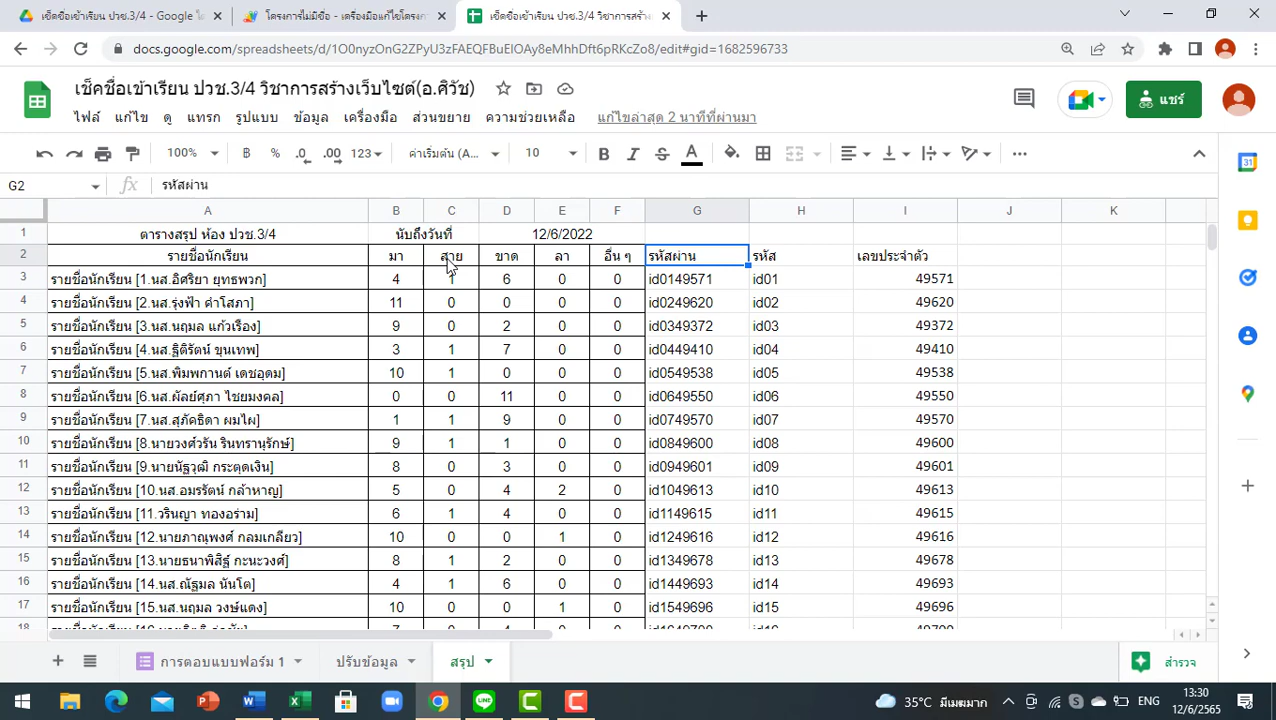 เช็คชื่อเข้าเรียน ปวช.3/4 - Google ไ
โครงการไม่มีชื่อ - เครื่องมือแก้ไขโครงก
เช็คชื่อเข้าเรียน ปวช.3/4 วิชาการสร้าง
docs.google.com/spreadsheets/d/1O0nyzOnG2ZPyU3zFAEQFBuEIOAy8eMhhDft6pRKcZo8/edit#gid=1682596733
เช็คชื่อเข้าเรียน ปวช.3/4 วิชาการสร้างเว็บไซต์(อ.ศิวัช)
แชร์
ไฟล์ แก้ไข ดู แทรก รูปแบบ ข้อมูล เครื่องมือ ส่วนขยาย ความช่วยเหลือ แก้ไขล่าสุด 2 นาทีที่ผ่านมา
100%฿ % .0 .00 123 ค่าเริ่มต้น (A... 10 B I S A
G2 fx รหัสผ่าน
A B C D E F G H I J K
1 ตารางสรุป ห้อง ปวช.3/4 นับถึงวันที่ 12/6/2022
2 รายชื่อนักเรียน มา สาย ขาด ลา อื่น ๆ รหัสผ่าน รหัส เลขประจำตัว
3 รายชื่อนักเรียน [1.นส.อิศริยา ยุทธพวก] 4 1 6 0 0 id0149571 id01 49571
4 รายชื่อนักเรียน [2.นส.รุ่งฟ้า คำโสภา] 11 0 0 0 0 id0249620 id02 49620
5 รายชื่อนักเรียน [3.นส.นฤมล แก้วเรือง] 9 0 2 0 0 id0349372 id03 49372
6 รายชื่อนักเรียน [4.นส.ฐิติรัตน์ ขุนเทพ] 3 1 7 0 0 id0449410 id04 49410
7 รายชื่อนักเรียน [5.นส.พิมพกานต์ เดชอุดม] 10 1 0 0 0 id0549538 id05 49538
8 รายชื่อนักเรียน [6.นส.ผัลย์ศุภา ไชยมงคล] 0 0 11 0 0 id0649550 id06 49550
9 รายชื่อนักเรียน [7.นส.สุภัคธิดา ผมไผ] 1 1 9 0 0 id0749570 id07 49570
10 รายชื่อนักเรียน [8.นายวงศ์วรัน รินทรานุรักษ์] 9 1 1 0 0 id0849600 id08 49600
11 รายชื่อนักเรียน [9.นายนัฐวุฒิ กระตุดเงิน] 8 0 3 0 0 id0949601 id09 49601
12 รายชื่อนักเรียน [10.นส.อมรรัตน์ กล้าหาญ] 5 0 4 2 0 id1049613 id10 49613
13 รายชื่อนักเรียน [11.วรินญา ทองอร่าม] 6 1 4 0 0 id1149615 id11 49615
14 รายชื่อนักเรียน [12.นายภาณุพงศ์ กลมเกลียว] 10 0 0 1 0 id1249616 id12 49616
15 รายชื่อนักเรียน [13.นายธนาพิสิฐ์ กะนะวงศ์] 8 1 2 0 0 id1349678 id13 49678
16 รายชื่อนักเรียน [14.นส.ณัฐมล นันโต] 4 1 6 0 0 id1449693 id14 49693
17 รายชื่อนักเรียน [15.นส.นฤมล วงษ์แดง] 10 0 0 1 0 id1549696 id15 49696
18
การตอบแบบฟอร์ม 1 ปรับข้อมูล สรุป สำรวจ
35°C มีเมฆมาก ENG 13:30
12/6/2565